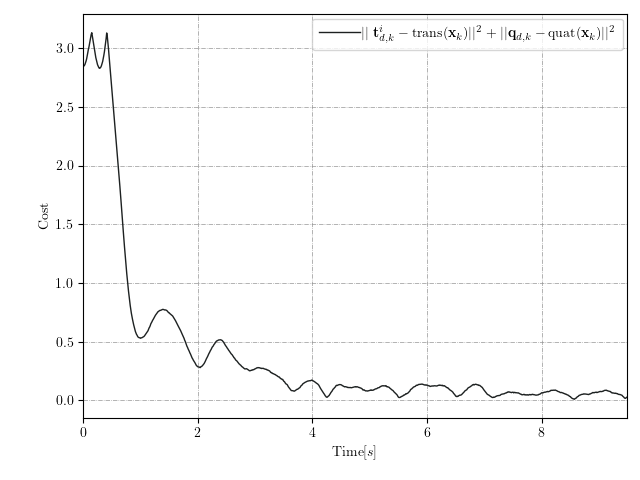 || t^i_{d,k} − trans(x_k)||^2 + ||q_{d,k} − quat(x_k)||^2
3.0
2.5
2.0
1.5
1.0
0.5
0.0
Cost
0 2 4 6 8
Time[s]